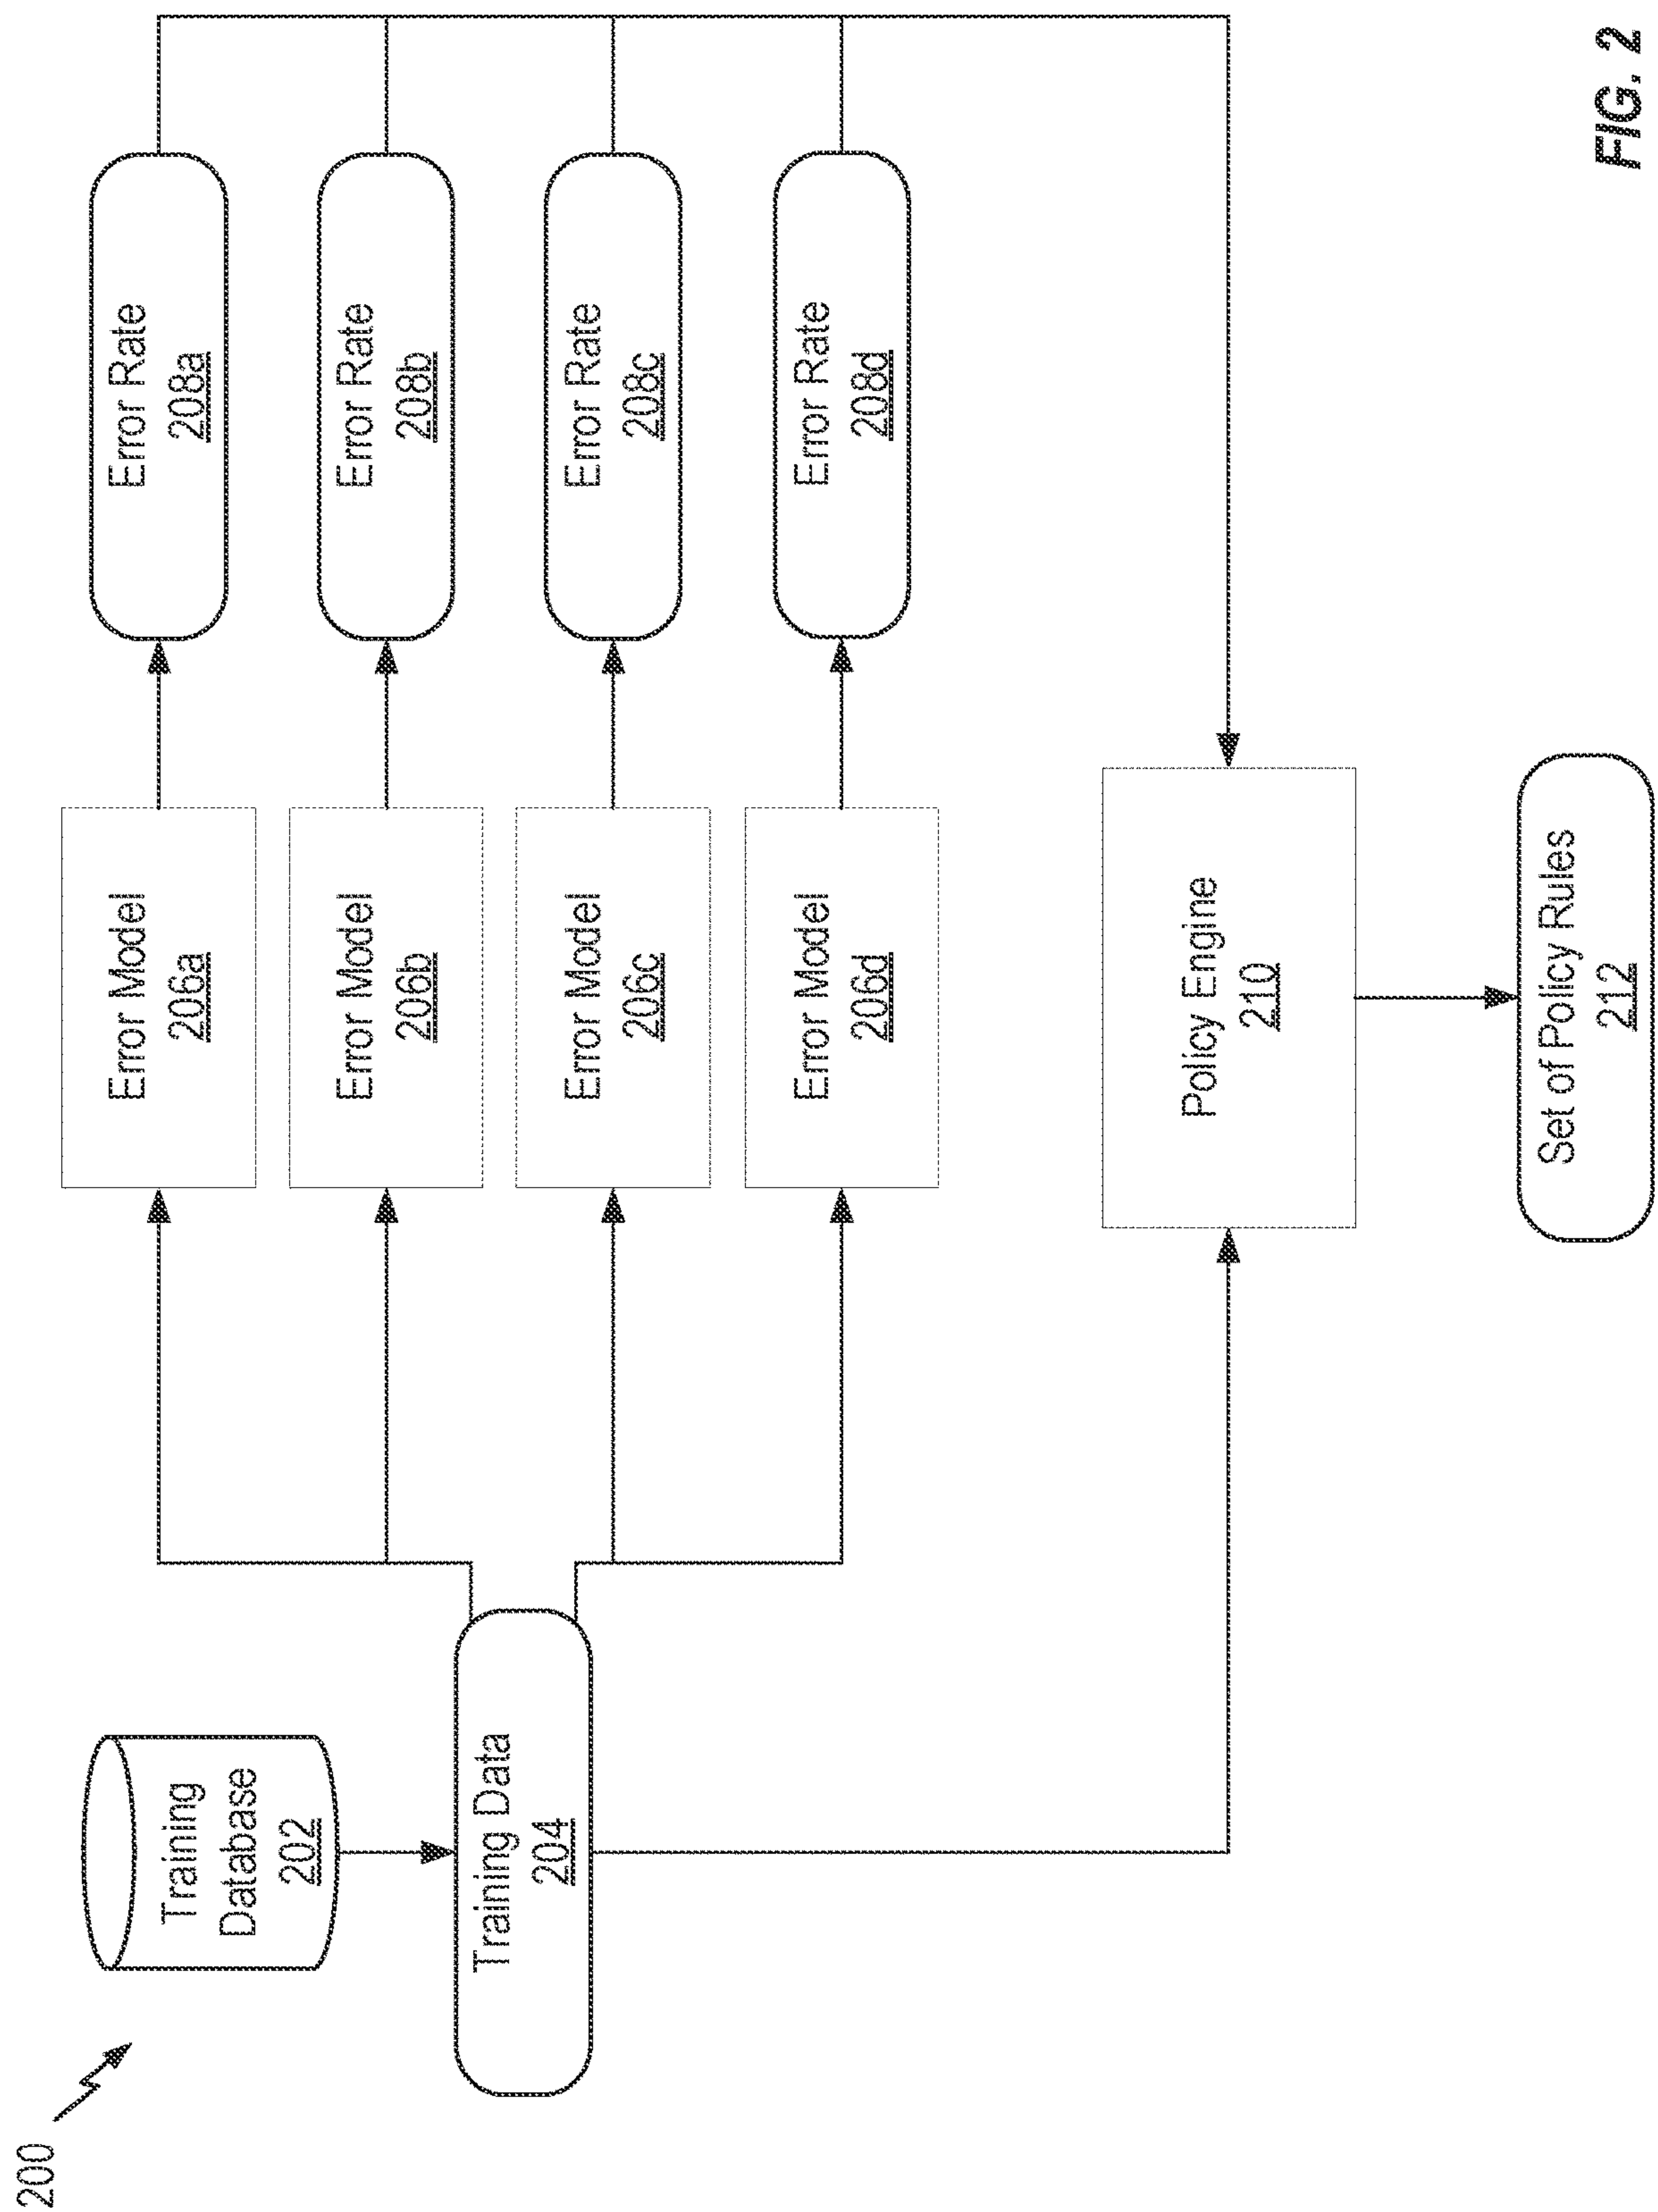 200
Training
Database
202
Training Data
204
Error Model
206a
Error Model
206b
Error Model
206c
Error Model
206d
Error Rate
208a
Error Rate
208b
Error Rate
208c
Error Rate
208d
Policy Engine
210
Set of Policy Rules
212
FIG. 2